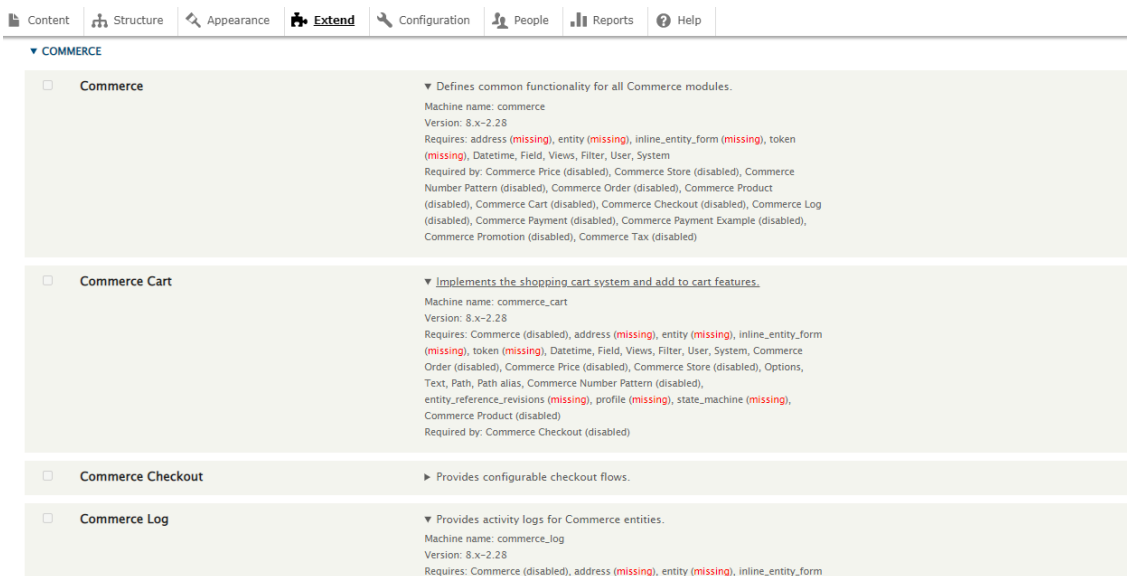 Content Structure Appearance Extend Configuration People Reports Help
▼ COMMERCE
Commerce
▼ Defines common functionality for all Commerce modules.
Machine name: commerce
Version: 8.x-2.28
Requires: address (missing), entity (missing), inline_entity_form (missing), token
(missing), Datetime, Field, Views, Filter, User, System
Required by: Commerce Price (disabled), Commerce Store (disabled), Commerce
Number Pattern (disabled), Commerce Order (disabled), Commerce Product
(disabled), Commerce Cart (disabled), Commerce Checkout (disabled), Commerce Log
(disabled), Commerce Payment (disabled), Commerce Payment Example (disabled),
Commerce Promotion (disabled), Commerce Tax (disabled)
Commerce Cart
▼ Implements the shopping cart system and add to cart features.
Machine name: commerce_cart
Version: 8.x-2.28
Requires: Commerce (disabled), address (missing), entity (missing), inline_entity_form
(missing), token (missing), Datetime, Field, Views, Filter, User, System, Commerce
Order (disabled), Commerce Price (disabled), Commerce Store (disabled), Options,
Text, Path, Path alias, Commerce Number Pattern (disabled),
entity_reference_revisions (missing), profile (missing), state_machine (missing),
Commerce Product (disabled)
Required by: Commerce Checkout (disabled)
Commerce Checkout
▶ Provides configurable checkout flows.
Commerce Log
▼ Provides activity logs for Commerce entities.
Machine name: commerce_log
Version: 8.x-2.28
Requires: Commerce (disabled), address (missing), entity (missing), inline_entity_form